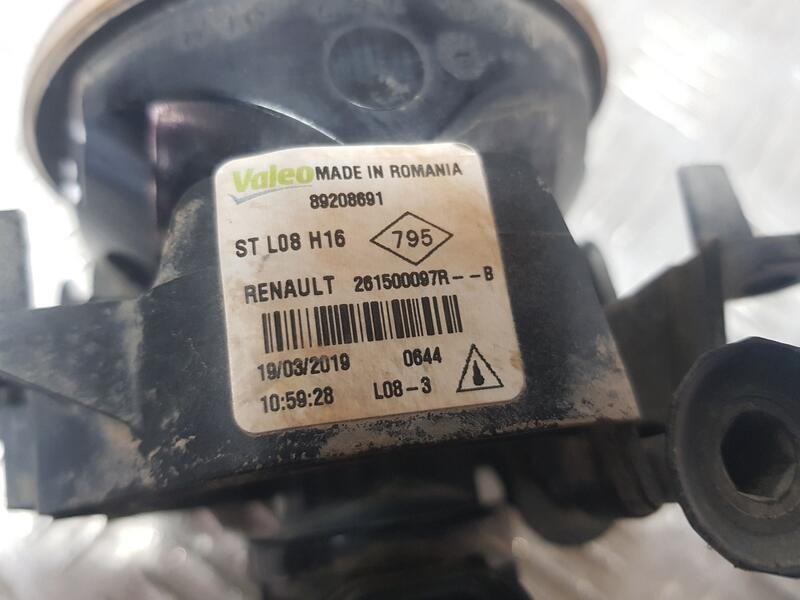 Valeo MADE IN ROMANIA
89208691
ST L08 H16 795
RENAULT 261500097R--B
19/03/2019 0644
10:59:28 L08-3